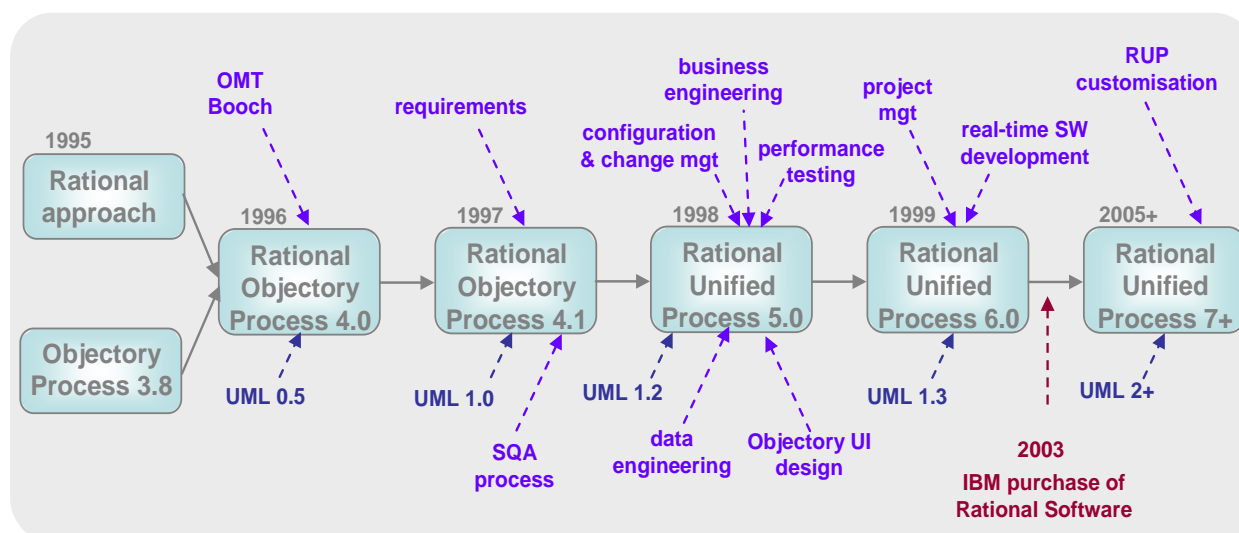 OMT
Booch
requirements
business
engineering
configuration
& change mgt
performance
testing
project
mgt
real-time SW
development
RUP
customisation
1995
Rational
approach
Objectory
Process 3.8
1996
Rational
Objectory
Process 4.0
1997
Rational
Objectory
Process 4.1
1998
Rational
Unified
Process 5.0
1999
Rational
Unified
Process 6.0
2005+
Rational
Unified
Process 7+
UML 0.5
UML 1.0
UML 1.2
UML 1.3
UML 2+
SQA
process
data
engineering
Objectory UI
design
2003
IBM purchase of
Rational Software